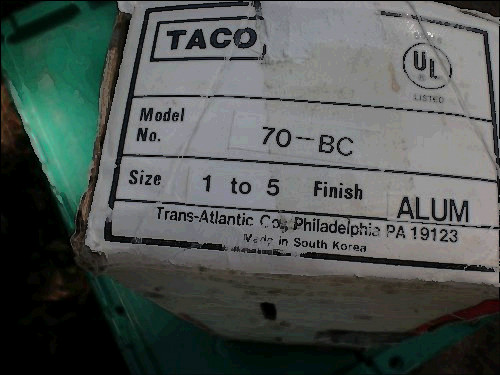 TACO
UL
LISTED
Model No. 70-BC
Size 1 to 5 Finish ALUM
Trans-Atlantic Co. Philadelphia PA 19123
Made in South Korea